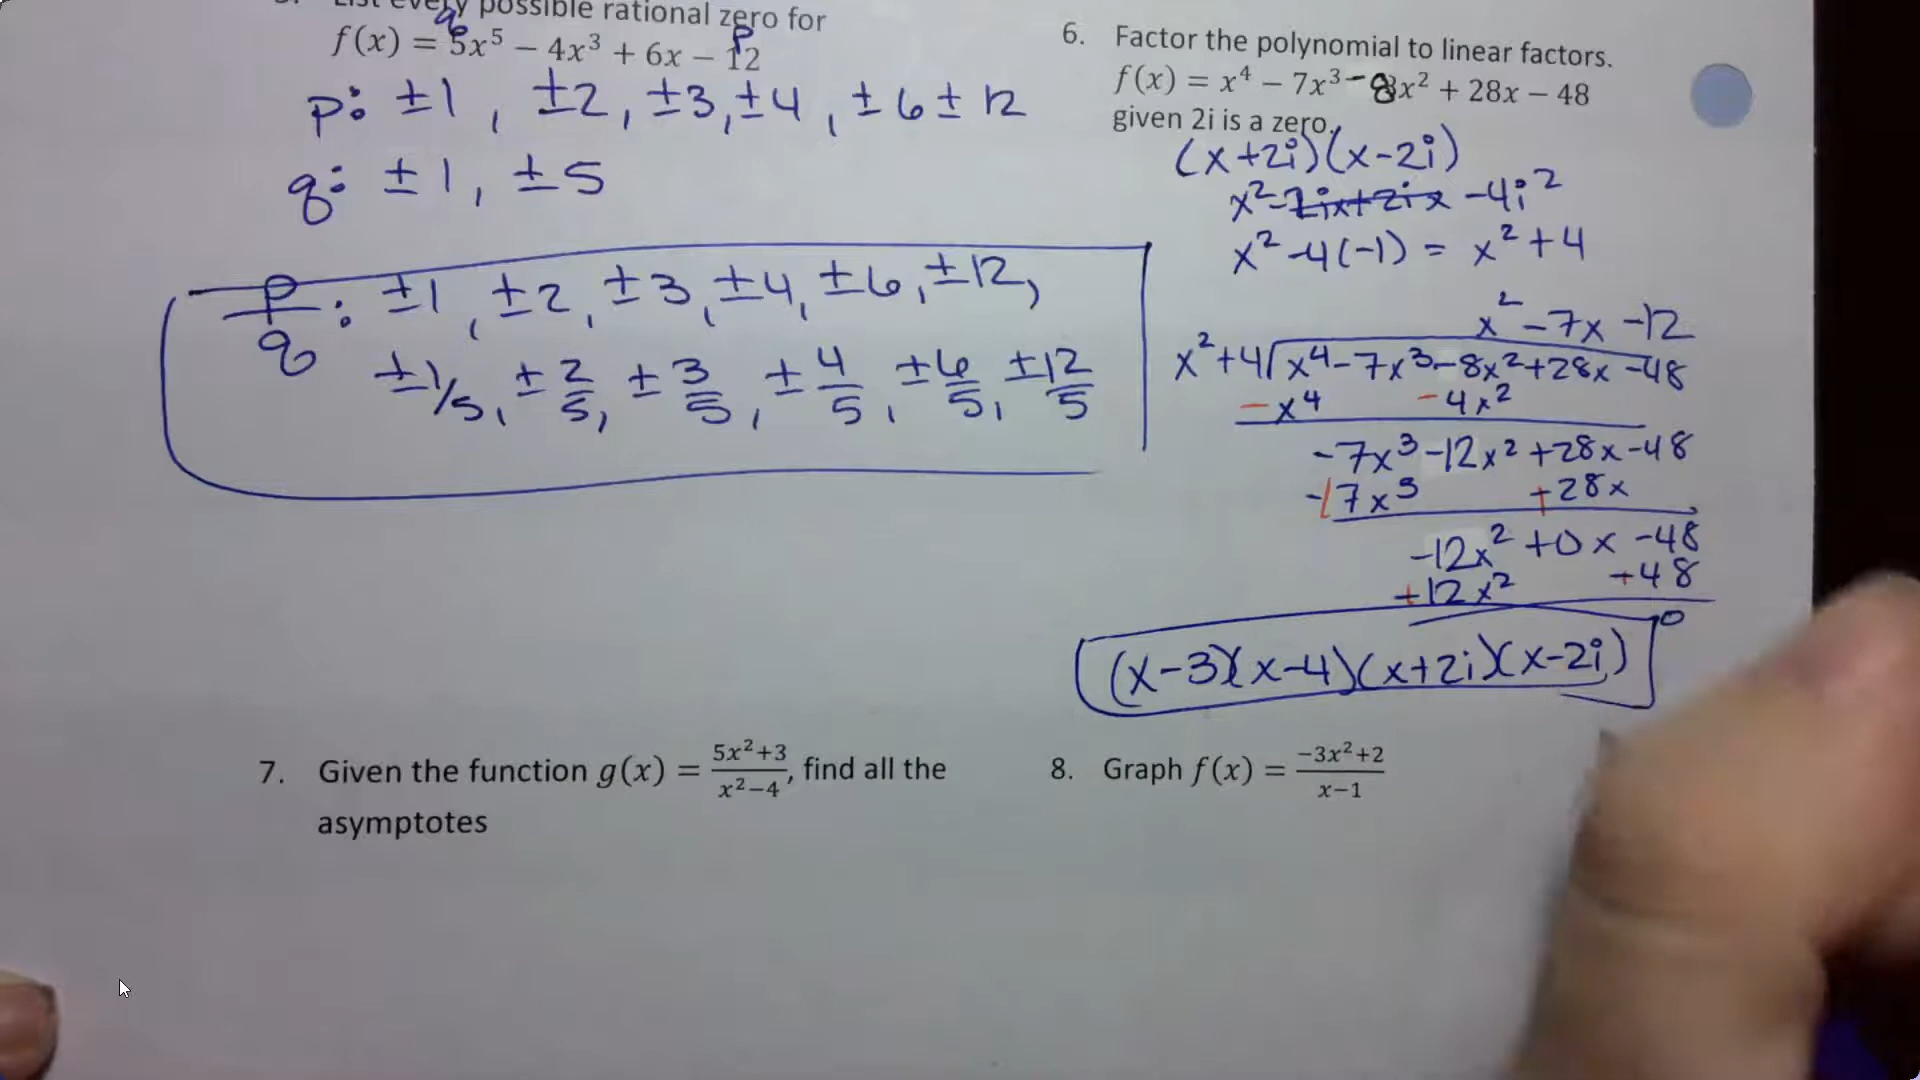 List every possible rational zero for
f(x) = 5x⁵ − 4x³ + 6x − 12
q
p
p: ±1, ±2, ±3, ±4, ±6 ±12
q: ±1, ±5
p/q: ±1, ±2, ±3, ±4, ±6, ±12,
±1/5, ±2/5, ±3/5, ±4/5, ±6/5, ±12/5
6. Factor the polynomial to linear factors.
f(x) = x⁴ − 7x³ − 8x² + 28x − 48
given 2i is a zero.
(x+2i)(x-2i)
x²-2ix+2ix -4i²
x²-4(-1) = x²+4
x²-7x-12
x²+4) x⁴-7x³-8x²+28x-48
-x⁴ -4x²
-7x³-12x²+28x-48
-7x³ +28x
-12x²+0x-48
+12x² +48
0
(x-3)(x-4)(x+2i)(x-2i)
7. Given the function g(x) = (5x²+3)/(x²−4), find all the
asymptotes
8. Graph f(x) = (−3x²+2)/(x−1)